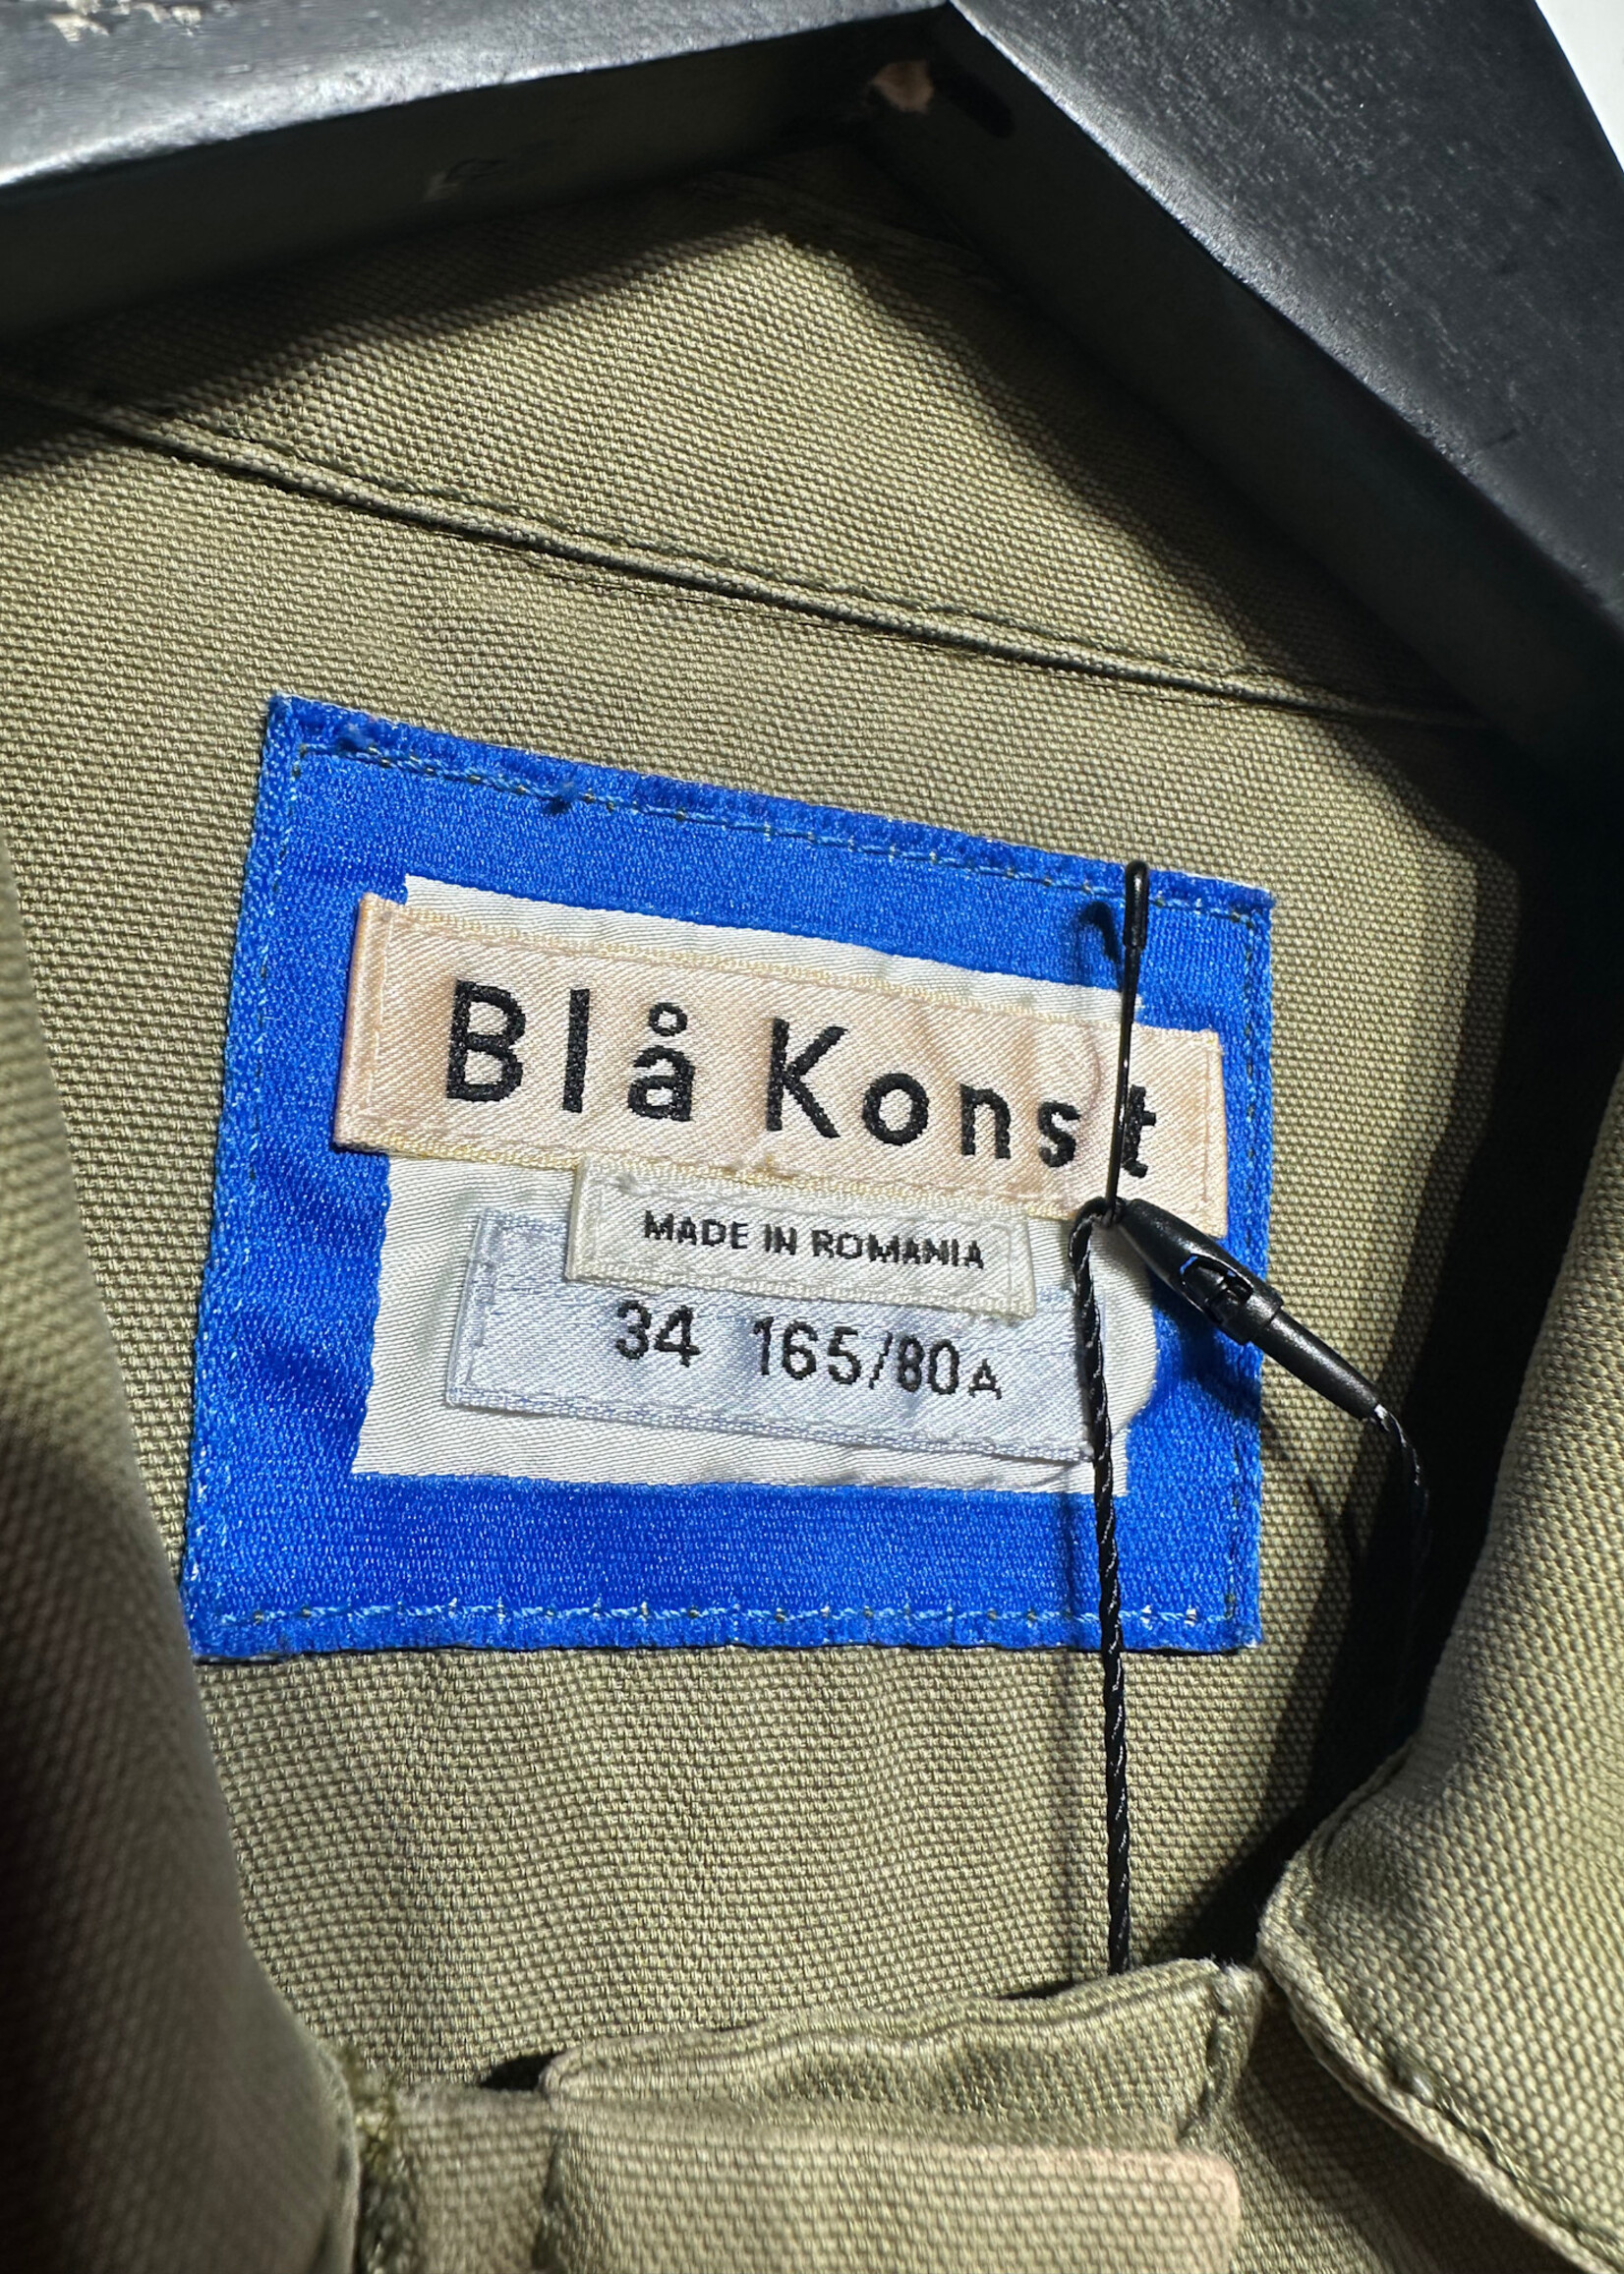 Blå Konst
MADE IN ROMANIA
34 165/80A